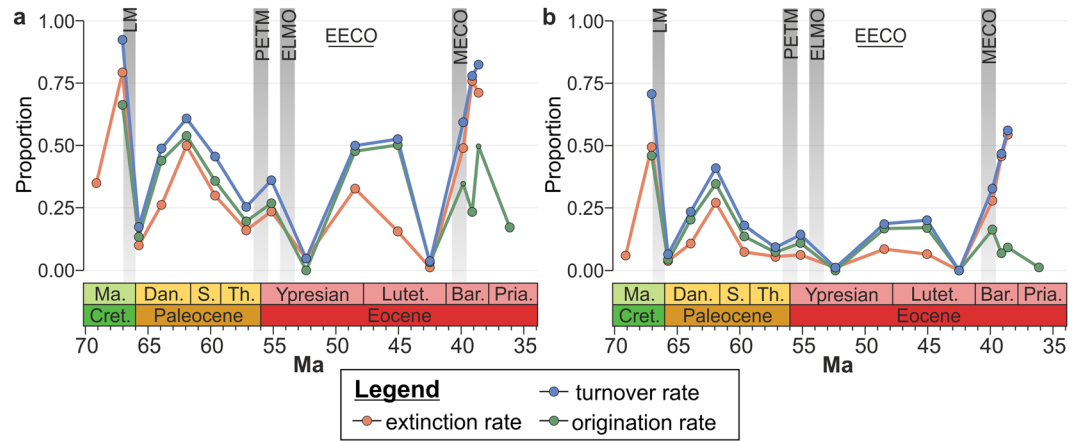 a
b
1.00
0.75
0.50
0.25
0.00
Proportion
LM
PETM
ELMO
EECO
MECO
Ma. Dan. S. Th. Ypresian Lutet. Bar. Pria.
Cret. Paleocene Eocene
70 65 60 55 50 45 40 35
Ma
1.00
0.75
0.50
0.25
0.00
Proportion
LM
PETM
ELMO
EECO
MECO
Ma. Dan. S. Th. Ypresian Lutet. Bar. Pria.
Cret. Paleocene Eocene
70 65 60 55 50 45 40 35
Ma
Legend
turnover rate
extinction rate
origination rate